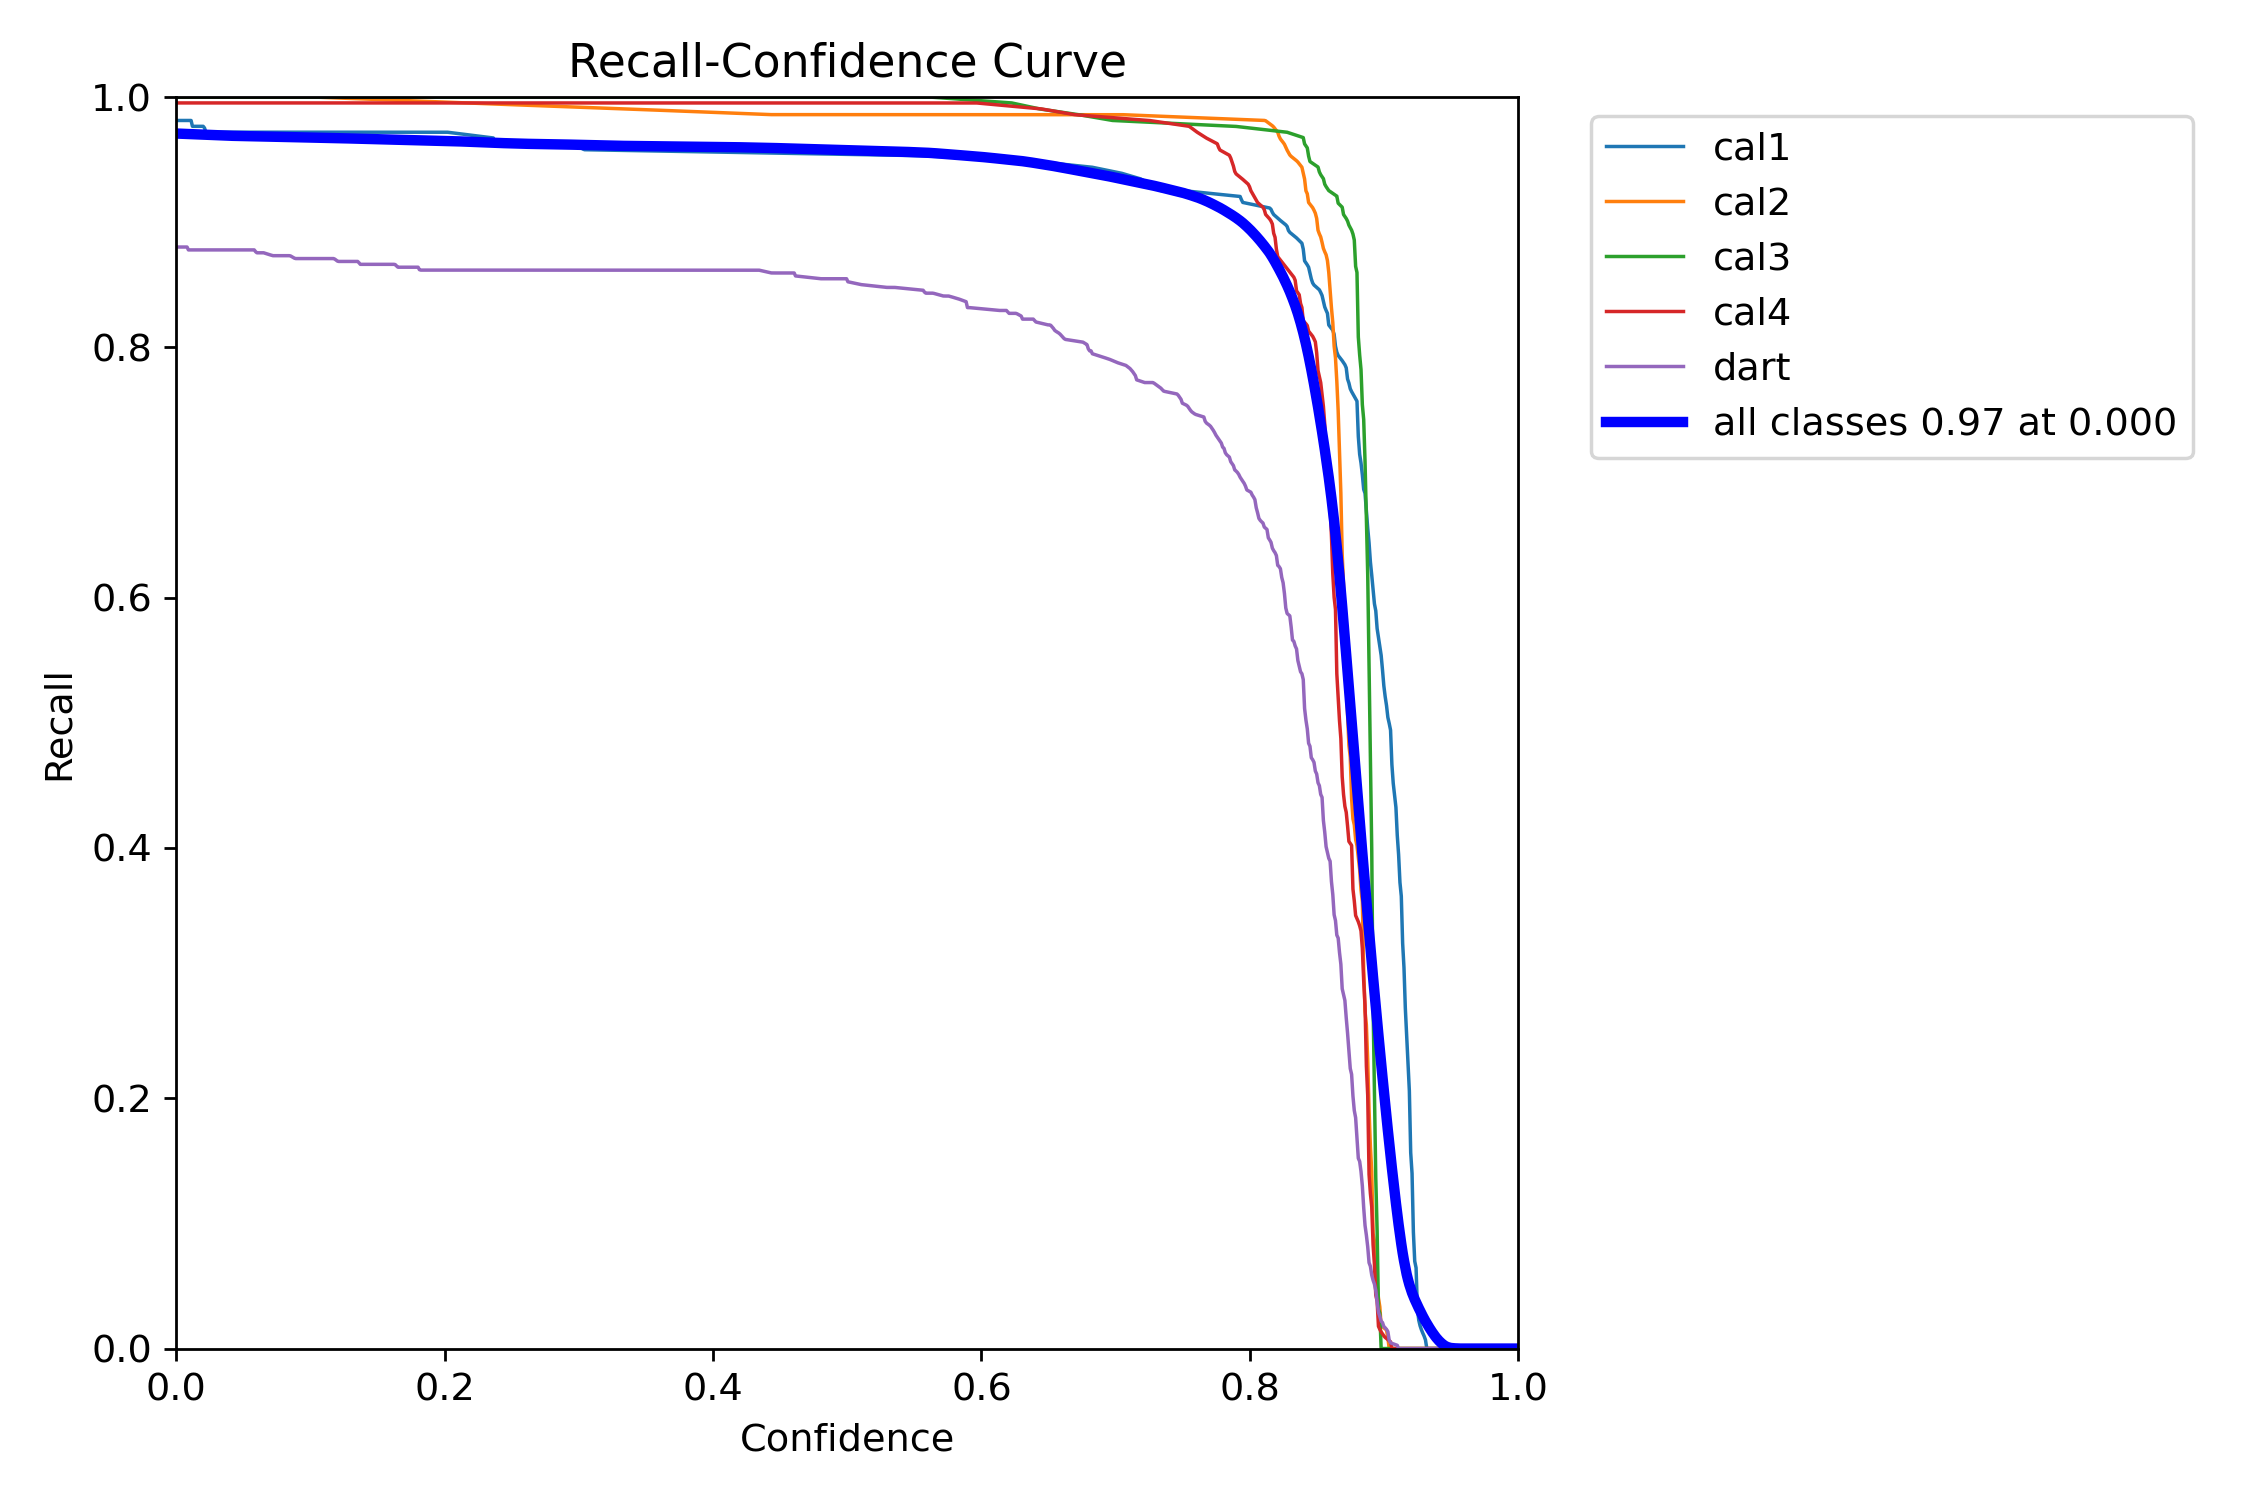 Recall-Confidence Curve
1.0
0.8
0.6
0.4
0.2
0.0
Recall
0.0 0.2 0.4 0.6 0.8 1.0
Confidence
cal1
cal2
cal3
cal4
dart
all classes 0.97 at 0.000